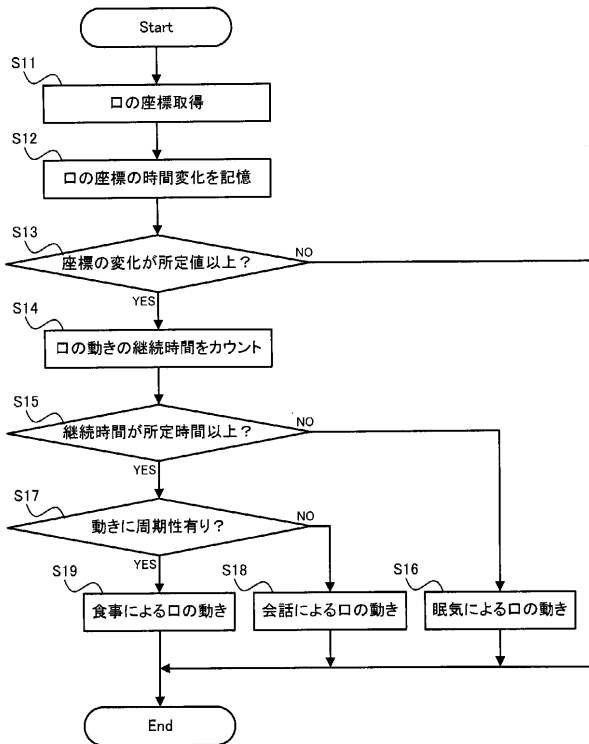 Start
S11
口の座標取得
S12
口の座標の時間変化を記憶
S13
座標の変化が所定値以上？
NO
YES
S14
口の動きの継続時間をカウント
S15
継続時間が所定時間以上？
NO
YES
S17
動きに周期性有り？
NO
YES
S19
食事による口の動き
S18
会話による口の動き
S16
眠気による口の動き
End